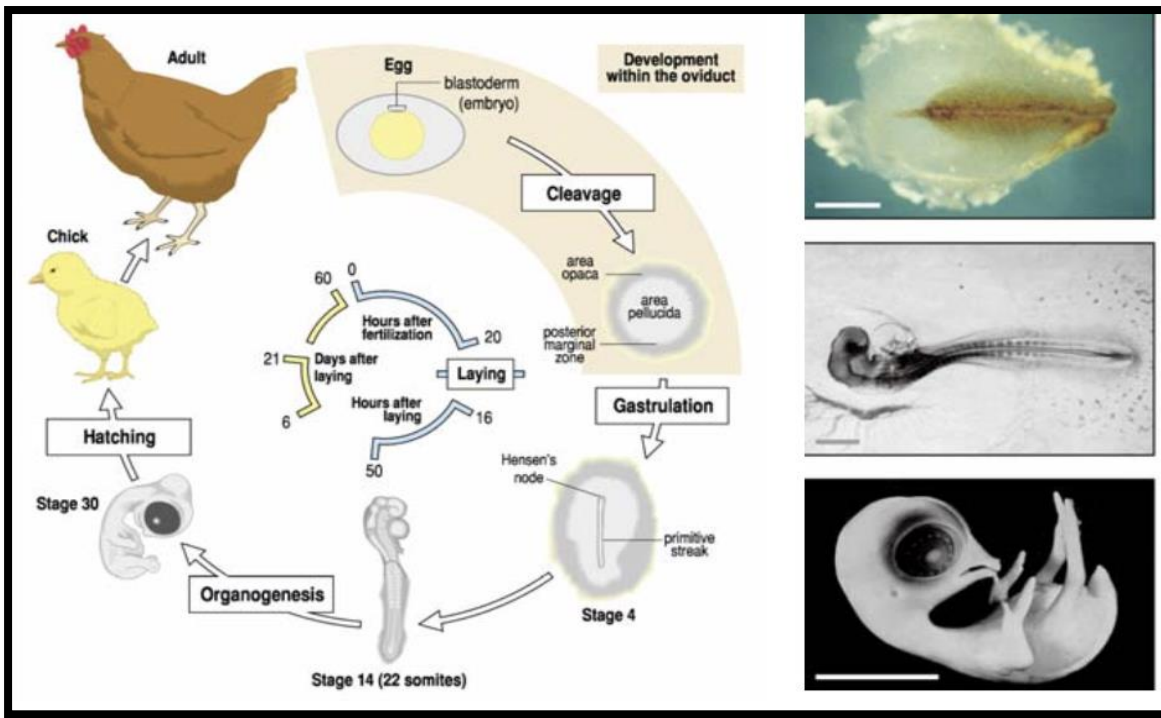 Adult
Egg
blastoderm
(embryo)
Development
within the oviduct
Cleavage
Chick
area
opaca
area
pellucida
posterior
marginal
zone
60
0
Hours after
fertilization
20
21
Days after
laying
Laying
6
Hours after
laying
16
50
Gastrulation
Hatching
Hensen's
node
primitive
streak
Stage 30
Organogenesis
Stage 4
Stage 14 (22 somites)